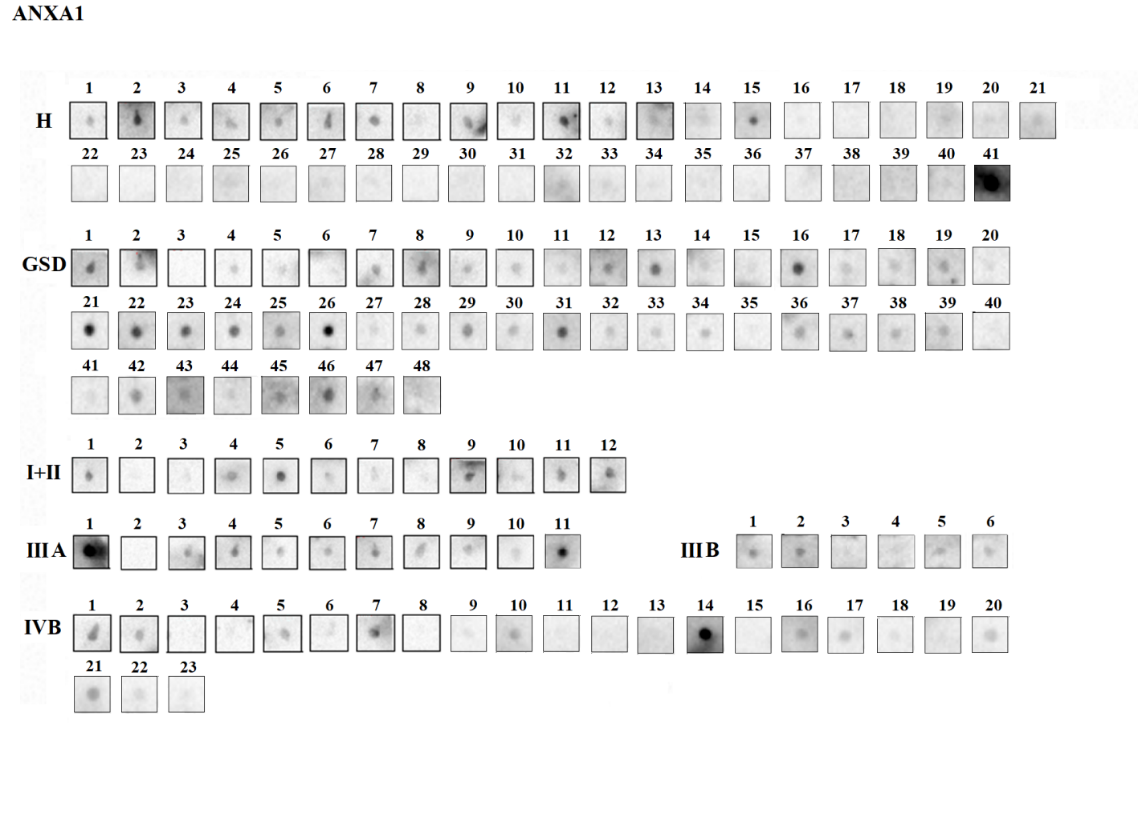 ANXA1
1 2 3 4 5 6 7 8 9 10 11 12 13 14 15 16 17 18 19 20 21
H
22 23 24 25 26 27 28 29 30 31 32 33 34 35 36 37 38 39 40 41
1 2 3 4 5 6 7 8 9 10 11 12 13 14 15 16 17 18 19 20
GSD
21 22 23 24 25 26 27 28 29 30 31 32 33 34 35 36 37 38 39 40
41 42 43 44 45 46 47 48
1 2 3 4 5 6 7 8 9 10 11 12
I+II
1 2 3 4 5 6 7 8 9 10 11 1 2 3 4 5 6
III A III B
1 2 3 4 5 6 7 8 9 10 11 12 13 14 15 16 17 18 19 20
IVB
21 22 23